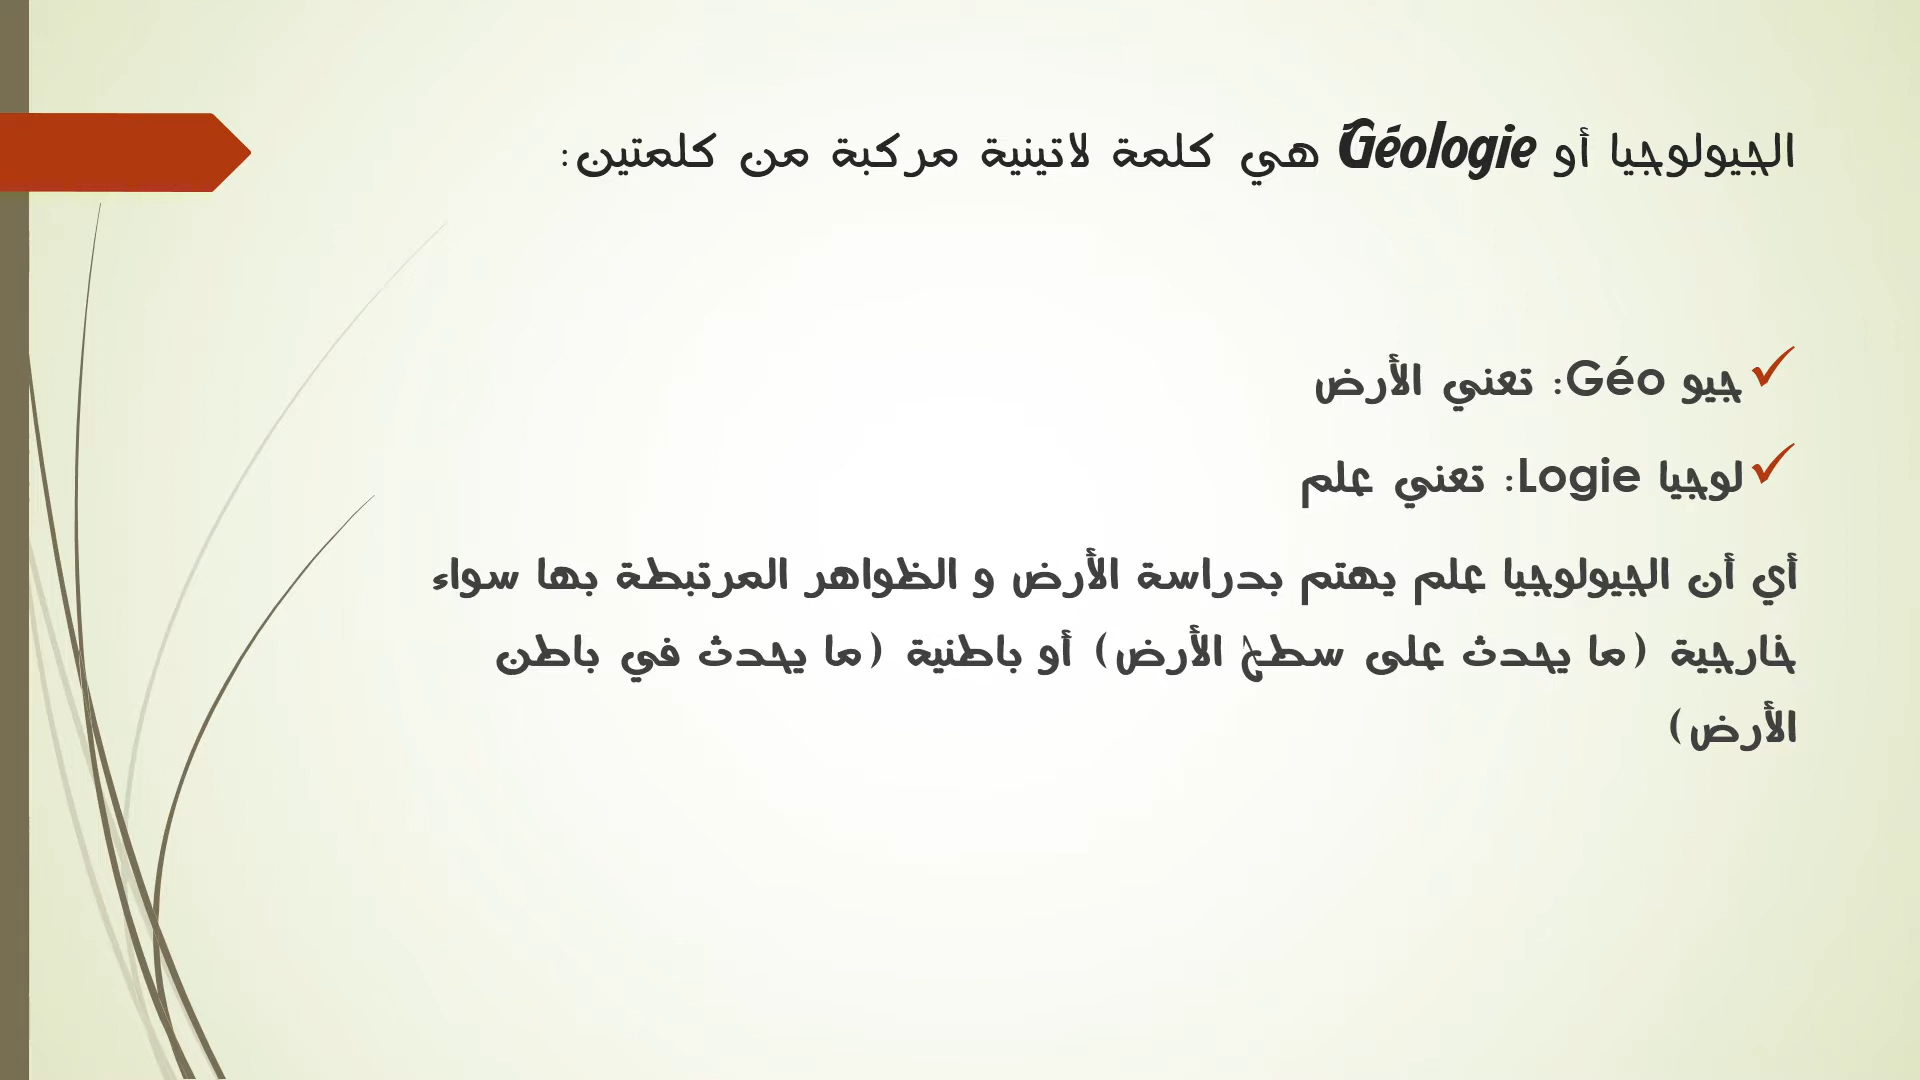 الجيولوجيا أو Géologie هي كلمة لاتينية مركبة من كلمتين:
جيو Géo: تعني الأرض
لوجيا Logie: تعني علم
أي أن الجيولوجيا علم يهتم بدراسة الأرض و الظواهر المرتبطة بها سواء
خارجية (ما يحدث على سطح الأرض) أو باطنية (ما يحدث في باطن
الأرض)